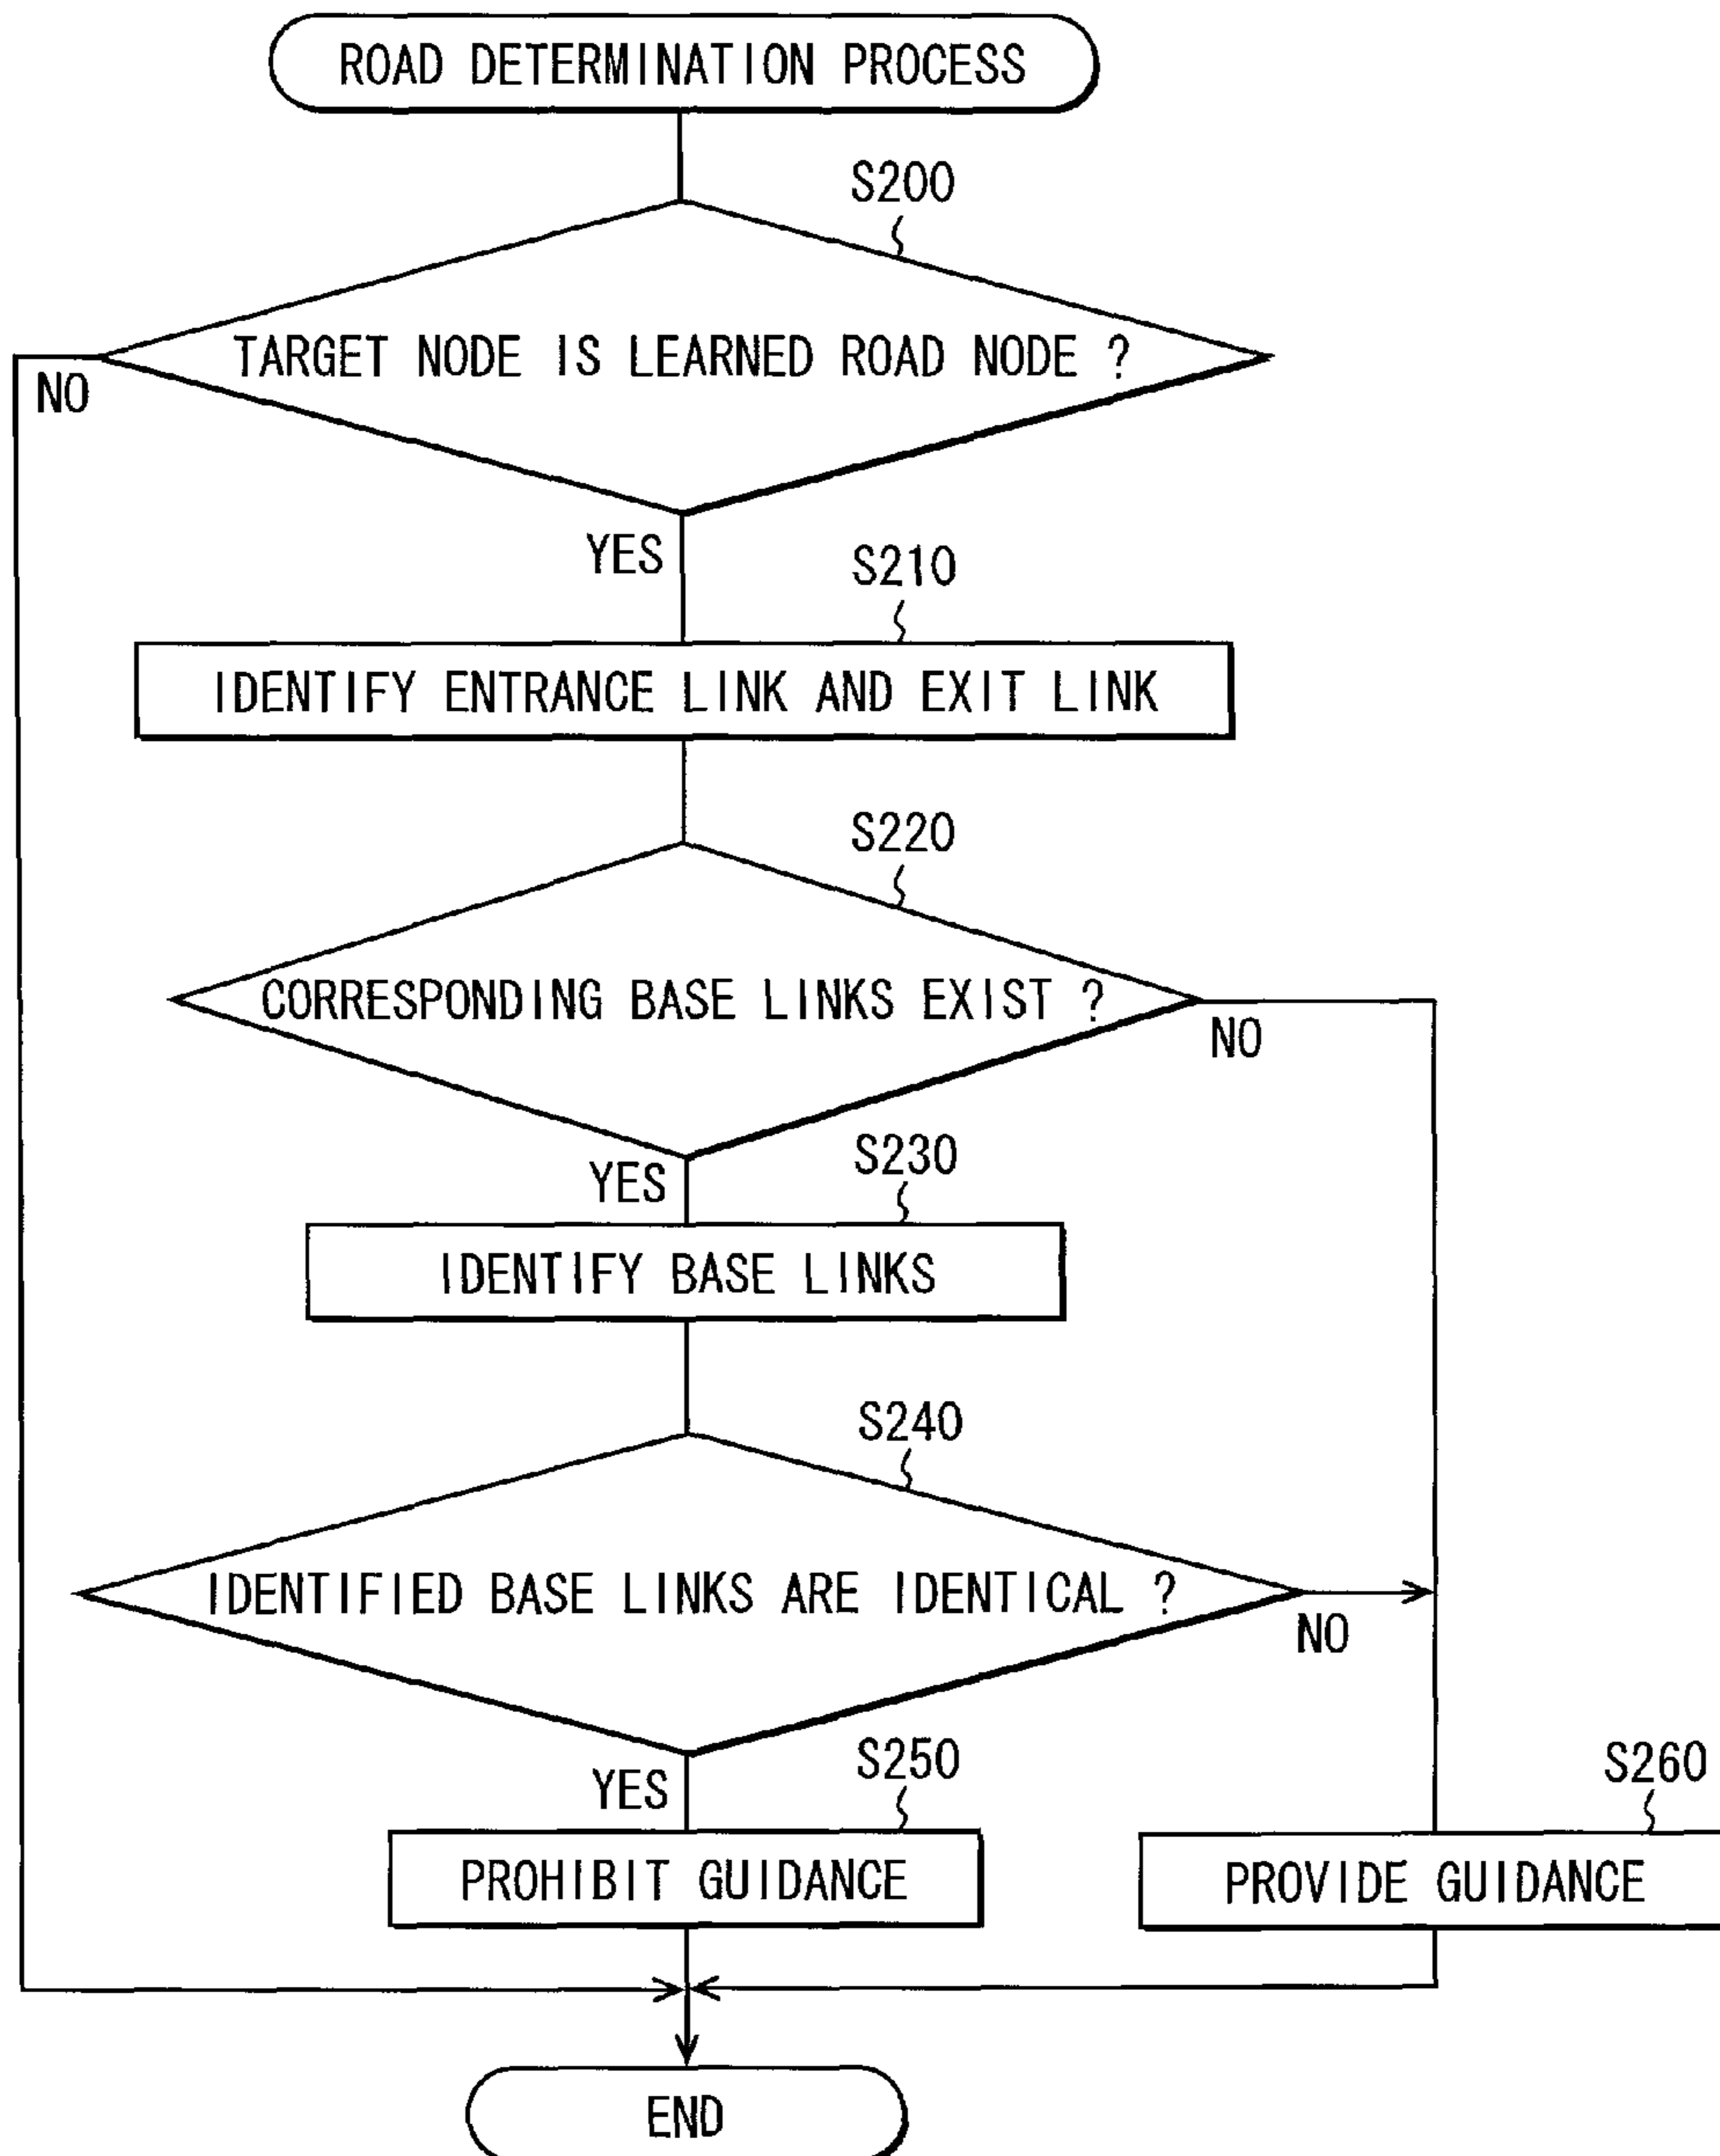 ROAD DETERMINATION PROCESS
S200
TARGET NODE IS LEARNED ROAD NODE ?
NO
YES
S210
IDENTIFY ENTRANCE LINK AND EXIT LINK
S220
CORRESPONDING BASE LINKS EXIST ?
NO
YES
S230
IDENTIFY BASE LINKS
S240
IDENTIFIED BASE LINKS ARE IDENTICAL ?
NO
YES
S250
PROHIBIT GUIDANCE
S260
PROVIDE GUIDANCE
END